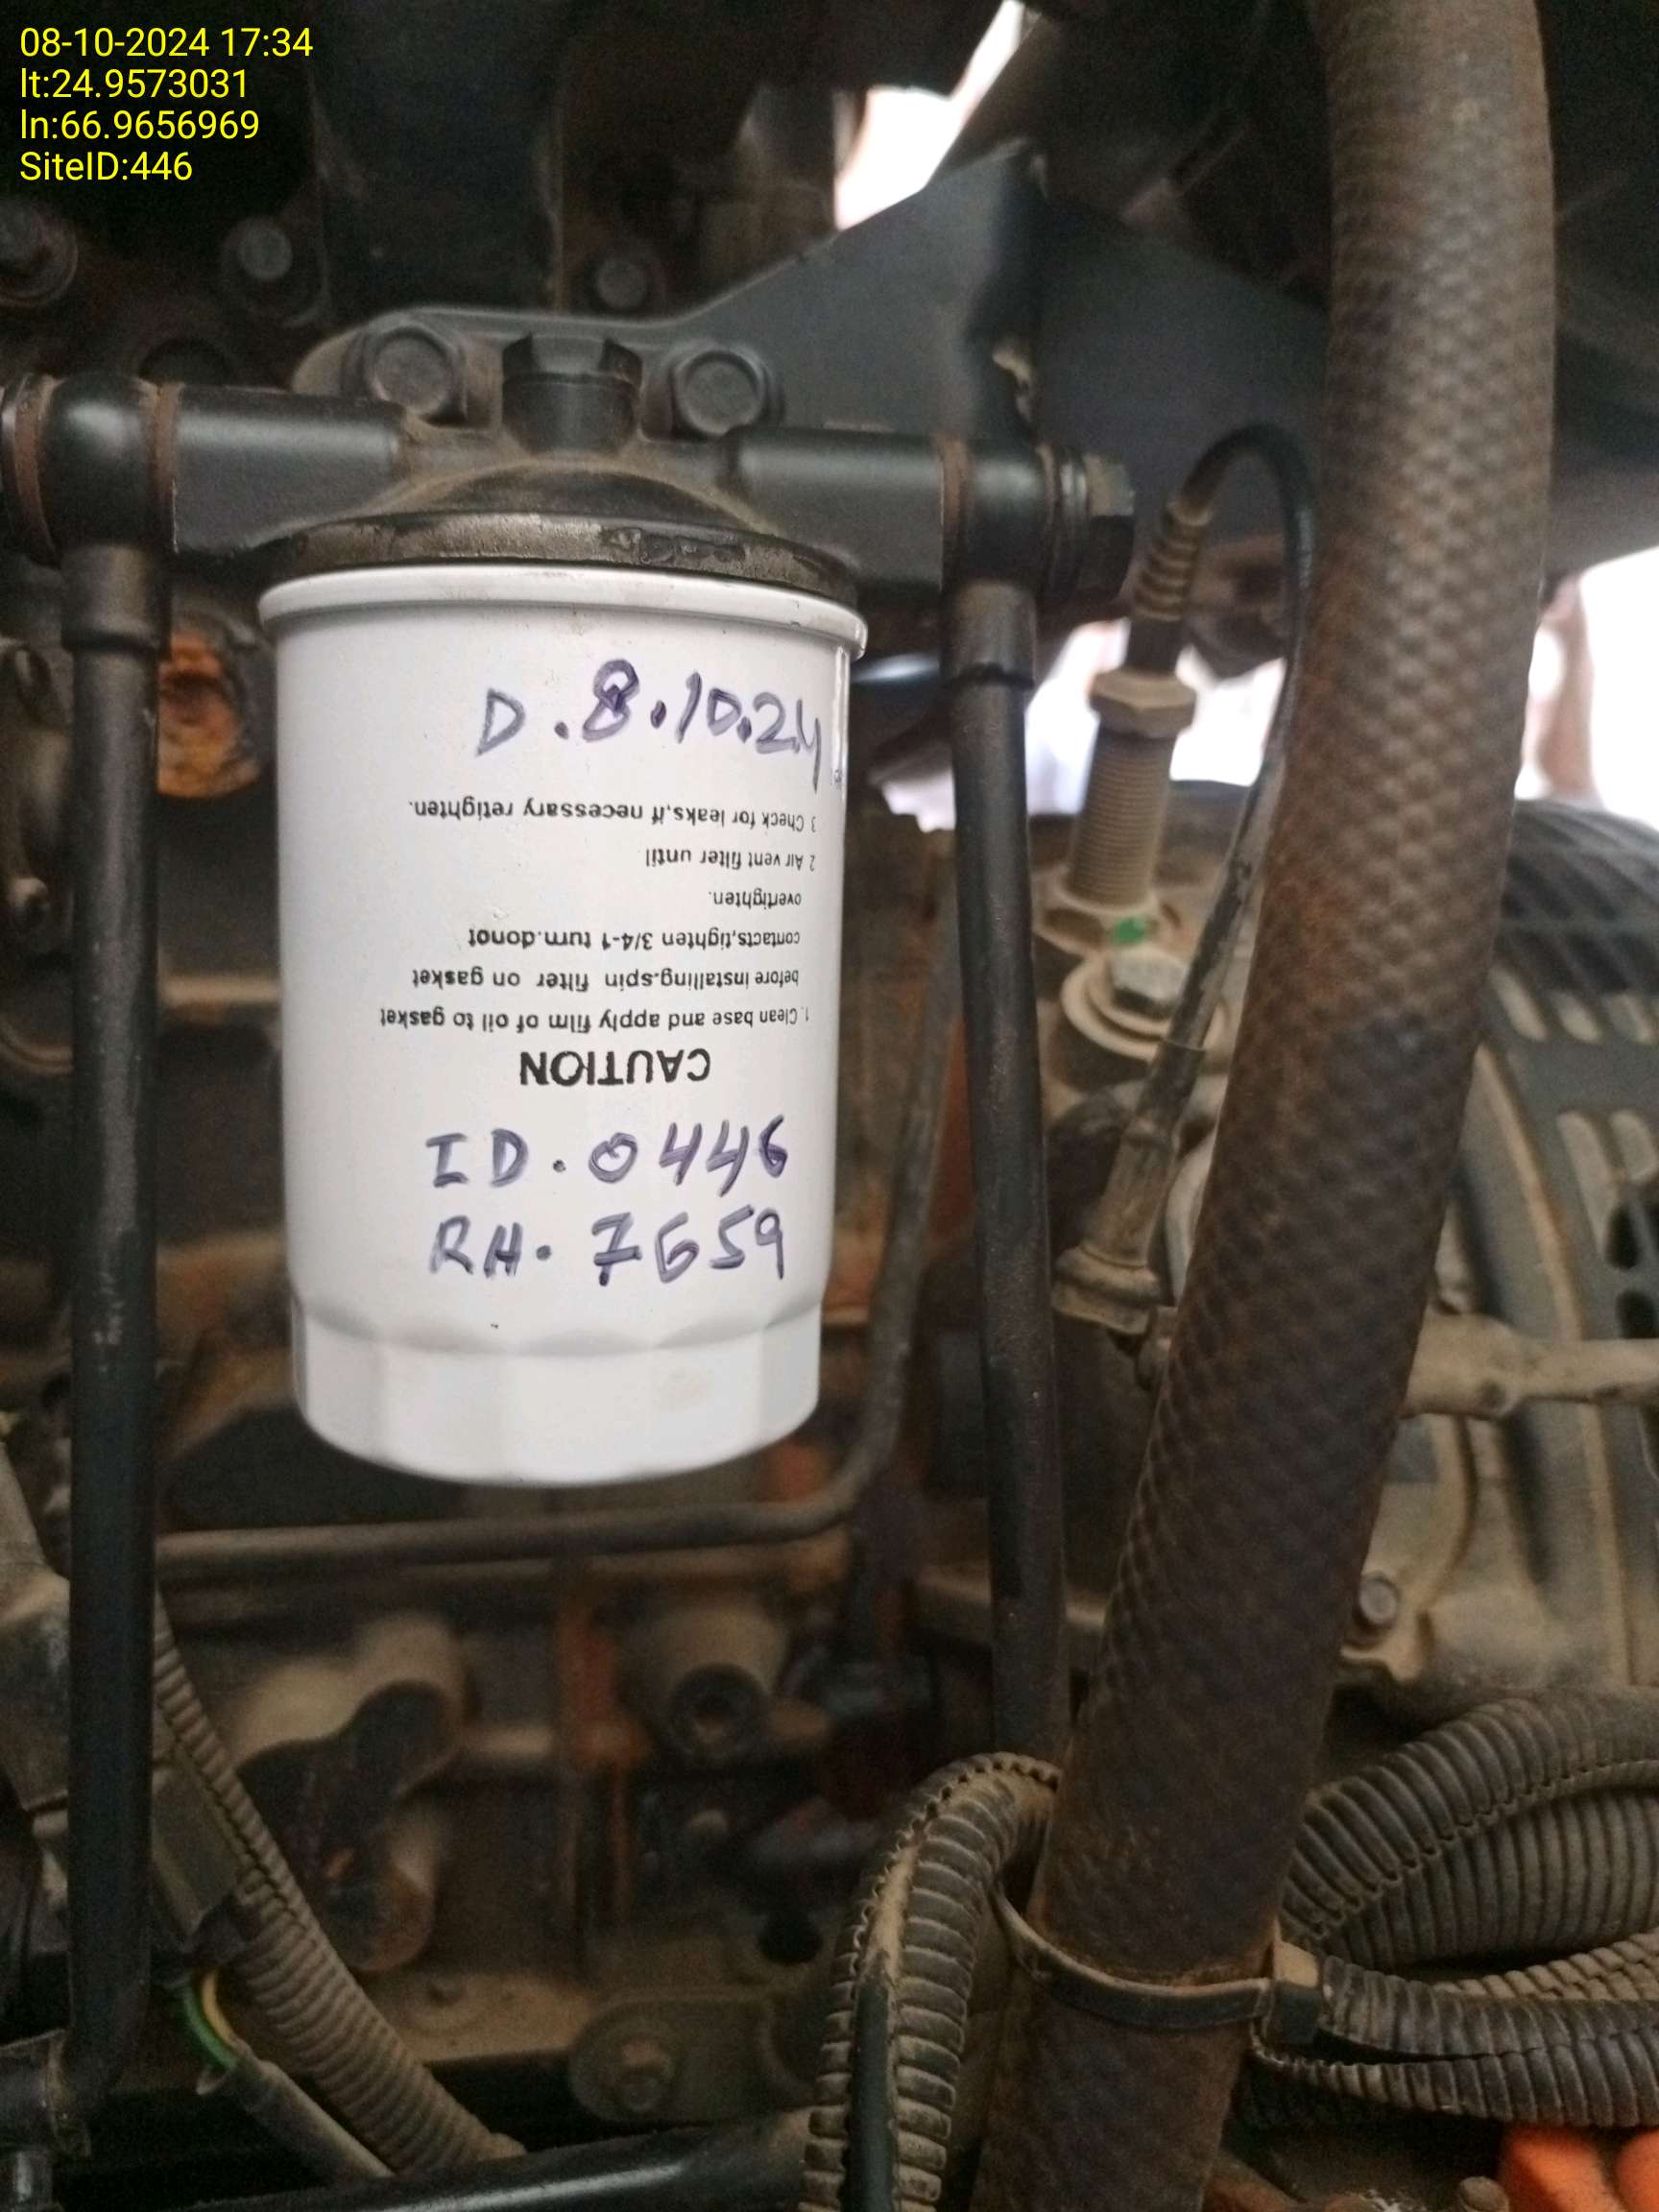 08-10-2024 17:34
lt:24.9573031
ln:66.9656969
SiteID:446
D.8.10.24
CAUTION
1.Clean base and apply film of oil to gasket
before installing.spin filter on gasket
contacts,tighten 3/4-1 turn.donot
overtighten.
2 Air vent filter until
3 Check for leaks,if necessary retighten.
ID.0446
RH.7659